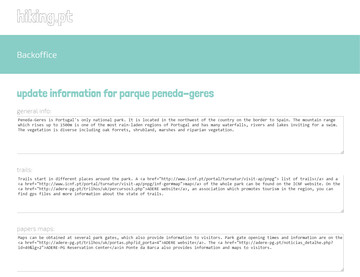 hiking.pt
Backoffice
update information for parque peneda-geres
general info:
Peneda-Geres is Portugal's only national park. It is located in the northwest of the country on the border to Spain. The mountain range
which rises up to 1500m is one of the most rain-laden regions of Portugal and has many waterfalls, rivers and lakes inviting for a swim.
The vegetation is diverse including oak forests, shrubland, marshes and riparian vegetation.
trails:
Trails start in different places around the park. A <a href="http://www.icnf.pt/portal/turnatur/visit-ap/pnpg"> list of trails</a> and a
<a href="http://www.icnf.pt/portal/turnatur/visit-ap/pnpg/inf-ger#map">map</a> of the whole park can be found on the ICNF website. On the
<a href="http://adere-pg.pt/trilhos/uk/percursos3.php">ADERE website</a>, an association which promotes tourism in the region, you can
find gps files and more information about the state of trails.
papers maps:
Maps can be obtained at several park gates, which also provide information to visitors. Park gate opening times and information are on the
<a href="http://adere-pg.pt/trilhos/uk/portas.php?id_porta=4">ADERE website</a>. The <a href="http://adere-pg.pt/noticias_detalhe.php?
id=49&lg=2">ADERE-PG Reservation center</a>in Ponte da Barca also provides information and maps to visitors.